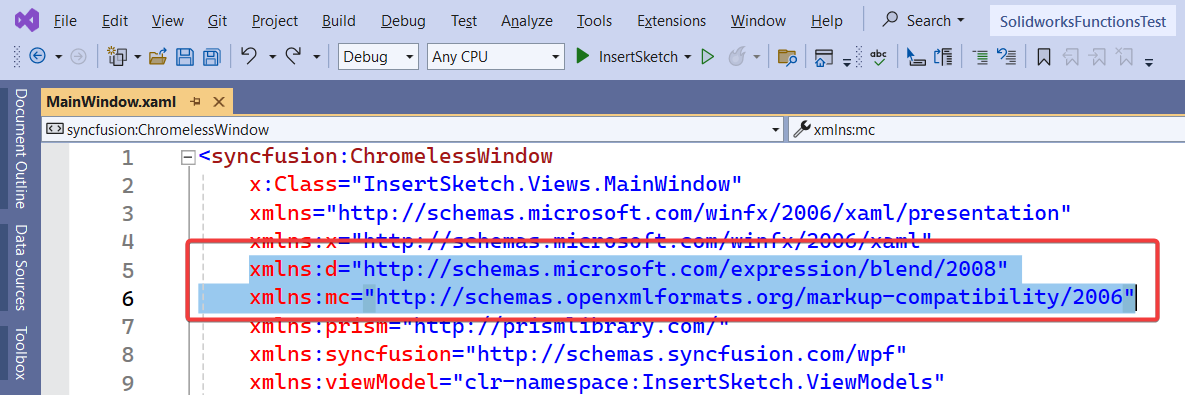 File Edit View Git Project Build Debug Test Analyze Tools Extensions Window Help Search SolidworksFunctionsTest
Debug Any CPU InsertSketch abc
MainWindow.xaml
syncfusion:ChromelessWindow xmlns:mc
Document Outline
Data Sources
Toolbox
1 <syncfusion:ChromelessWindow
2 x:Class="InsertSketch.Views.MainWindow"
3 xmlns="http://schemas.microsoft.com/winfx/2006/xaml/presentation"
4 xmlns:x="http://schemas.microsoft.com/winfx/2006/xaml"
5 xmlns:d="http://schemas.microsoft.com/expression/blend/2008"
6 xmlns:mc="http://schemas.openxmlformats.org/markup-compatibility/2006"
7 xmlns:prism="http://prismlibrary.com/"
8 xmlns:syncfusion="http://schemas.syncfusion.com/wpf"
9 xmlns:viewModel="clr-namespace:InsertSketch.ViewModels"